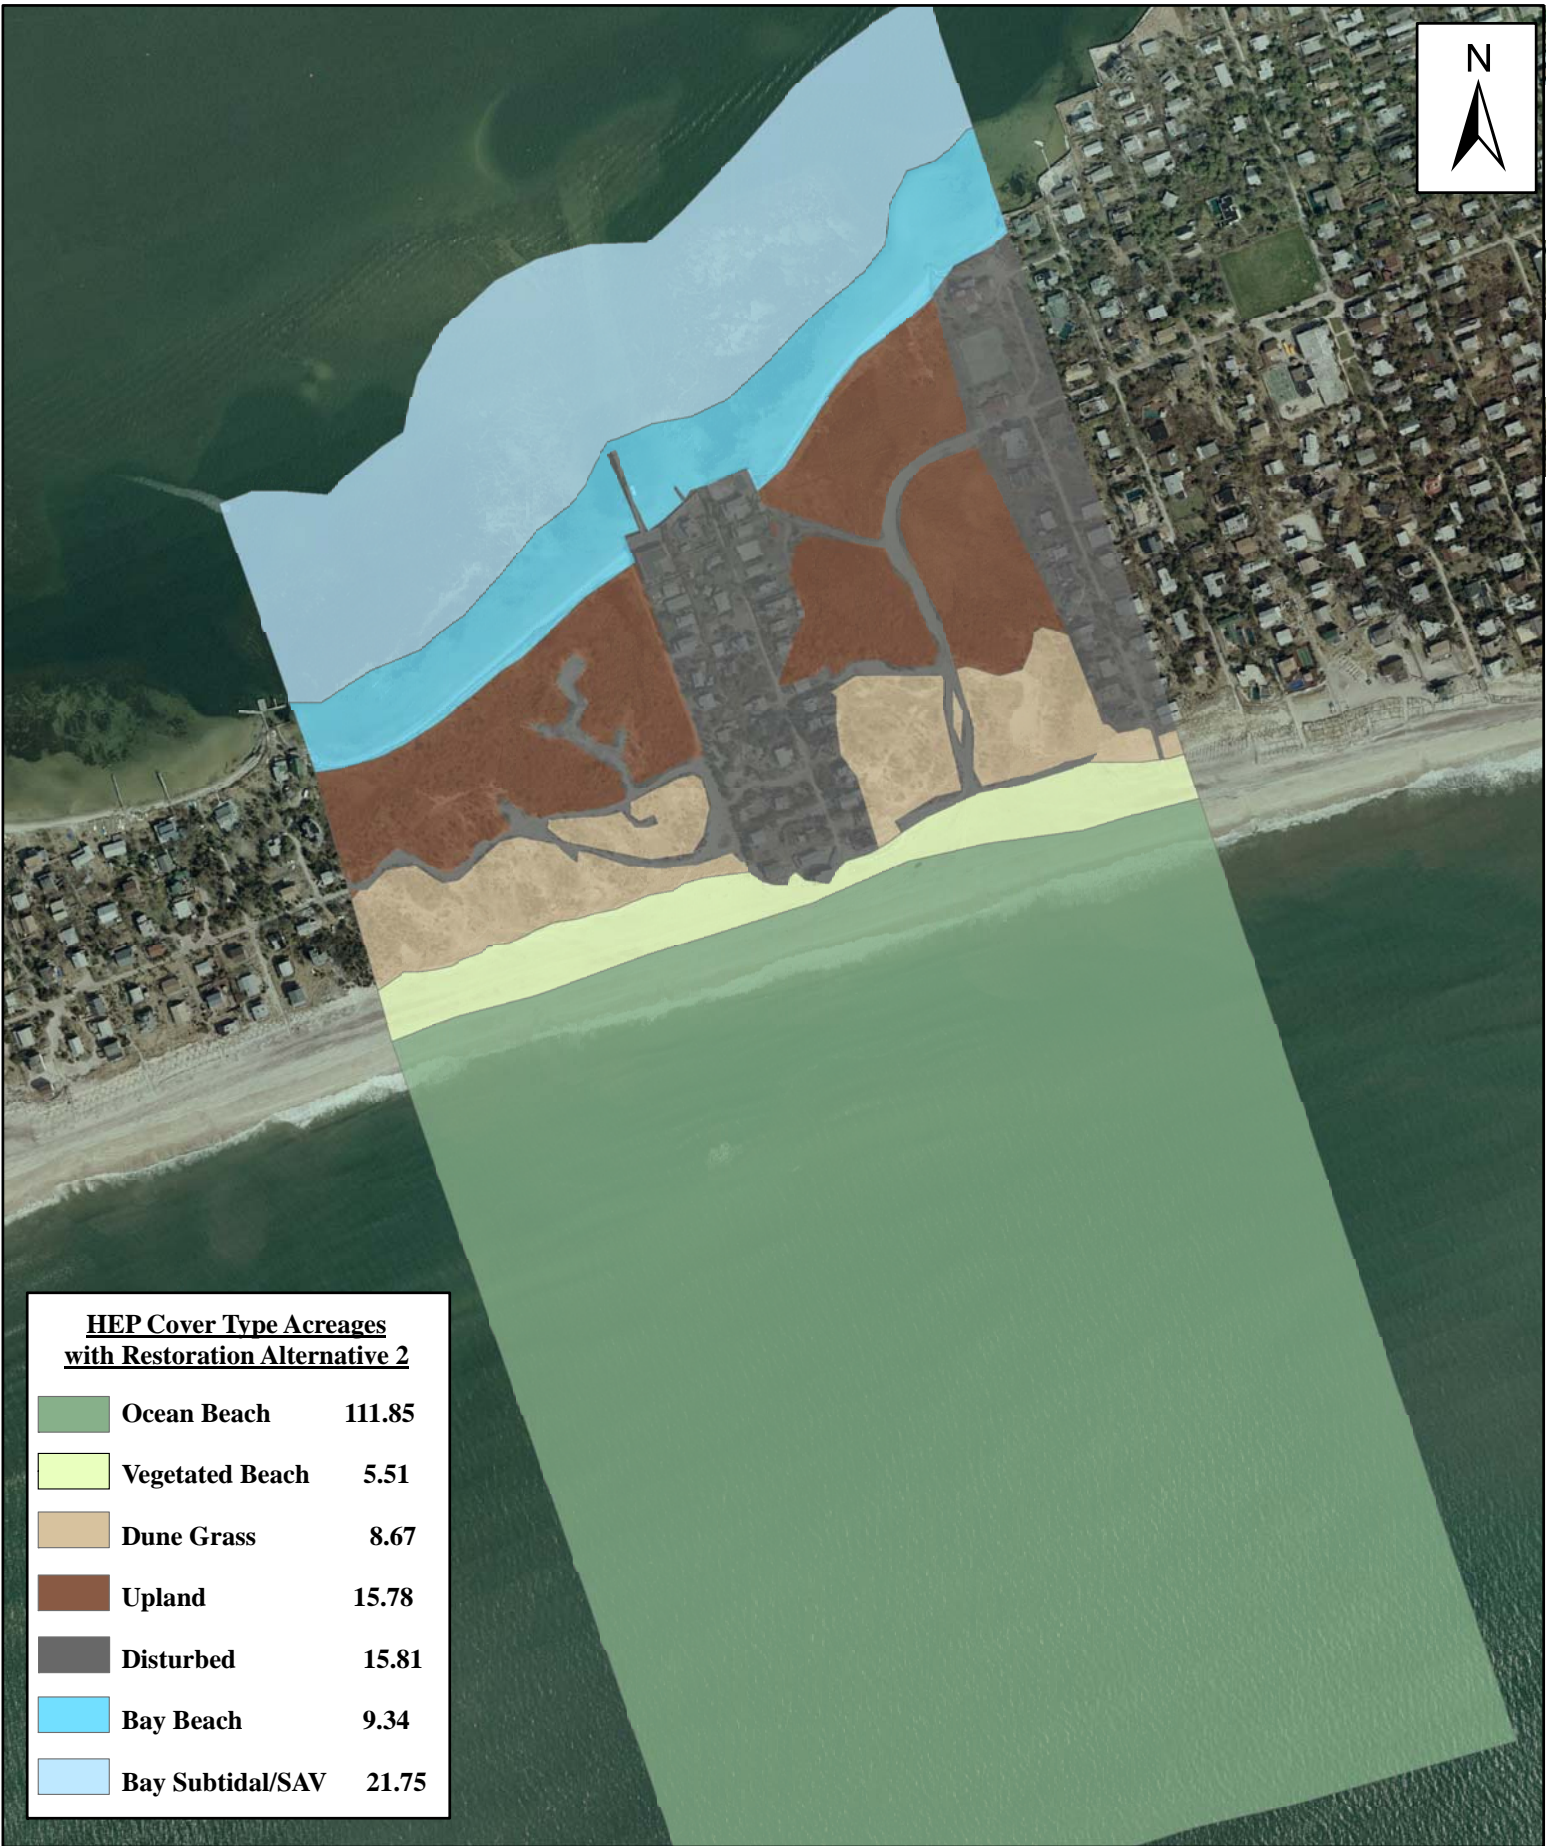 N
HEP Cover Type Acreages
with Restoration Alternative 2
Ocean Beach 111.85
Vegetated Beach 5.51
Dune Grass 8.67
Upland 15.78
Disturbed 15.81
Bay Beach 9.34
Bay Subtidal/SAV 21.75